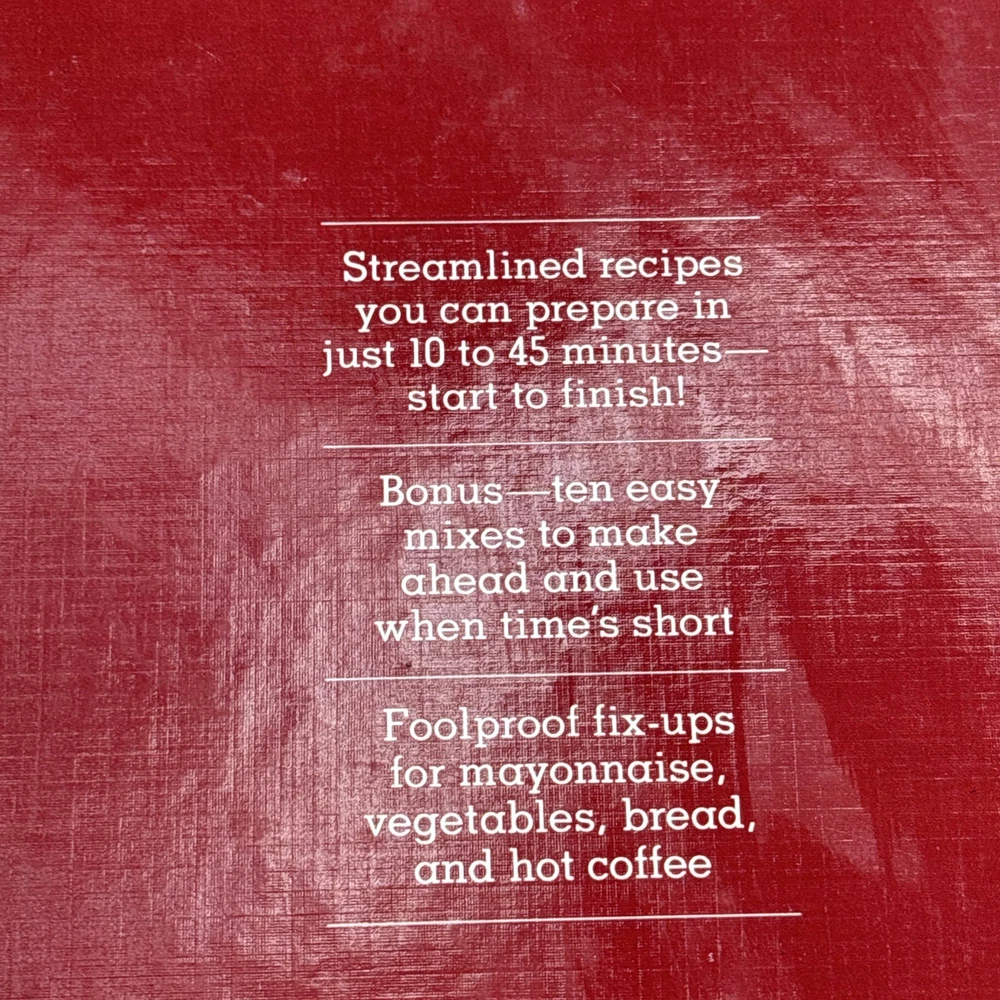 Streamlined recipes
you can prepare in
just 10 to 45 minutes—
start to finish!
Bonus—ten easy
mixes to make
ahead and use
when time's short
Foolproof fix-ups
for mayonnaise,
vegetables, bread,
and hot coffee